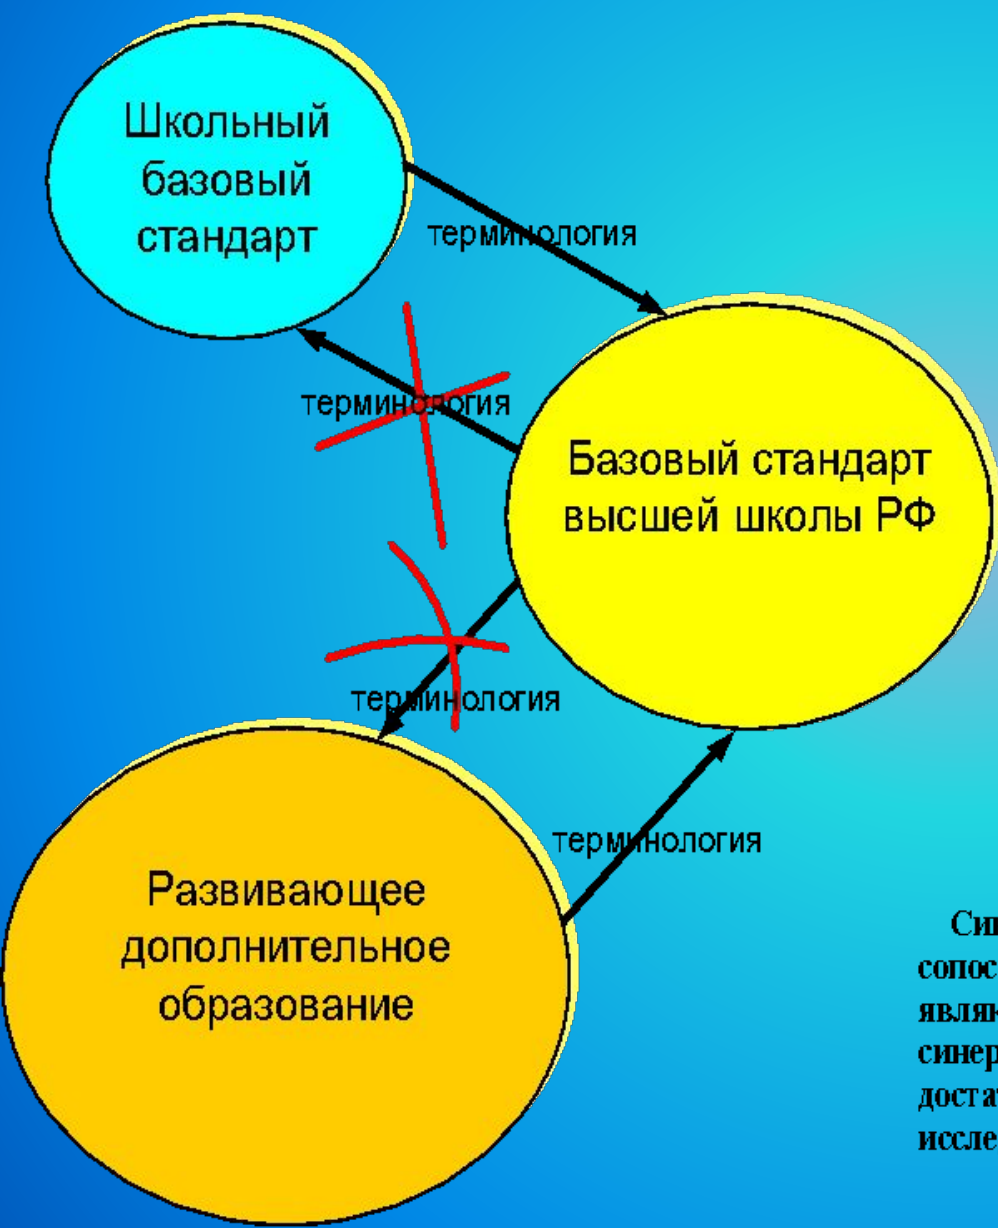 Школьный
базовый
стандарт
терминология
терминология
Базовый стандарт
высшей школы РФ
терминология
терминология
Развивающее
дополнительное
образование